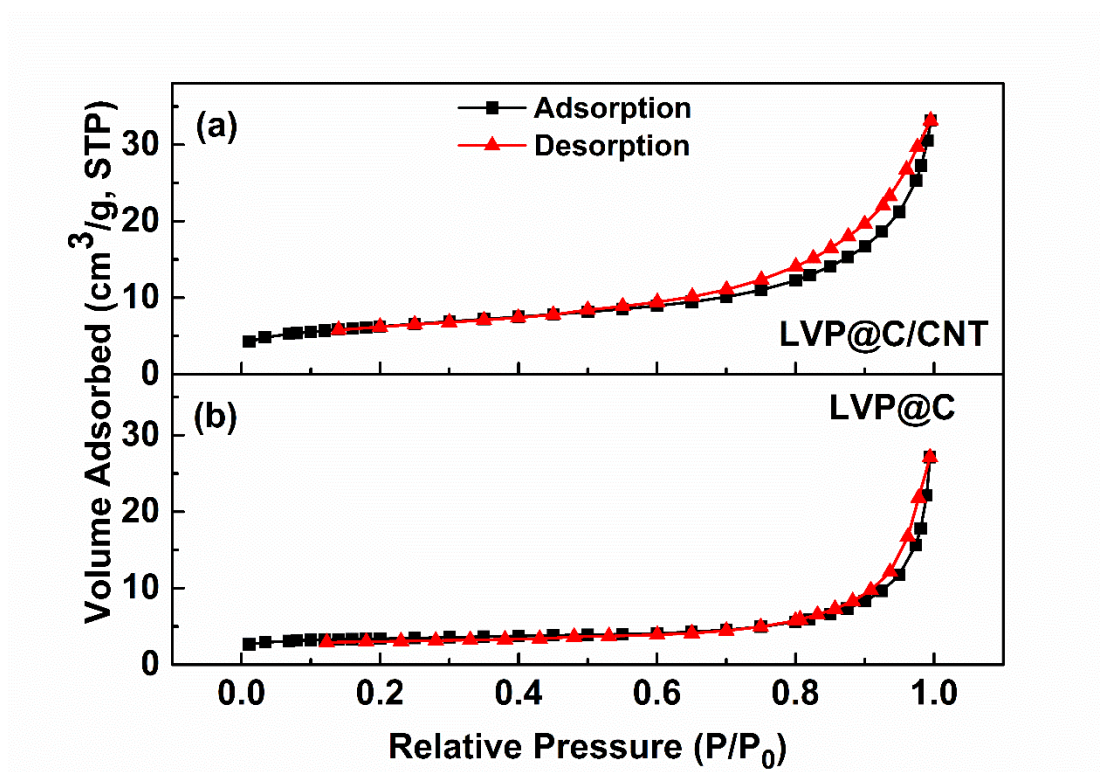 Volume Adsorbed (cm³/g, STP)
(a)
Adsorption
Desorption
30
20
10
0
LVP@C/CNT
(b)
LVP@C
30
20
10
0
0.0 0.2 0.4 0.6 0.8 1.0
Relative Pressure (P/P₀)